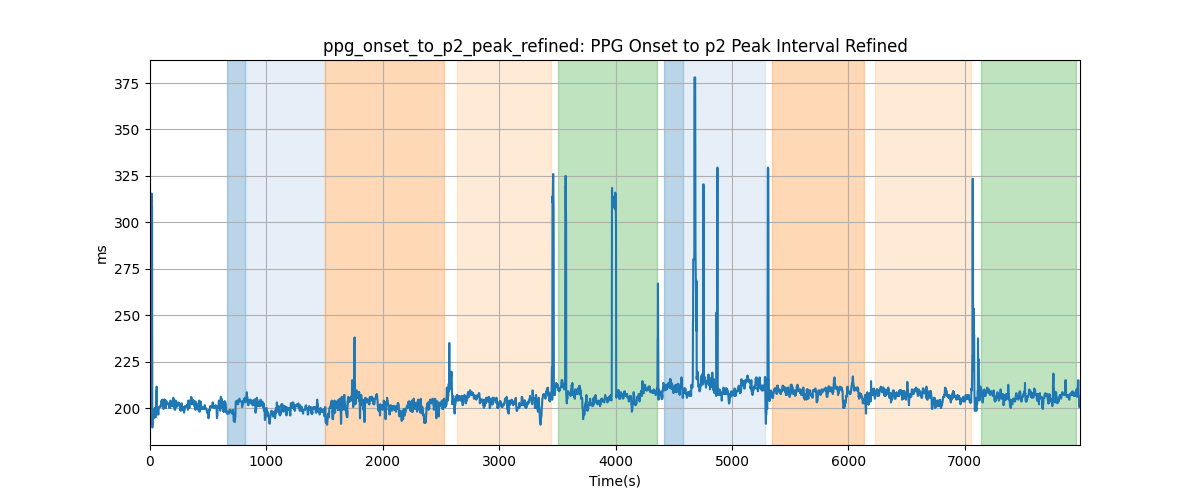 ppg_onset_to_p2_peak_refined: PPG Onset to p2 Peak Interval Refined
375
350
325
300
275
250
225
200
ms
0 1000 2000 3000 4000 5000 6000 7000
Time(s)